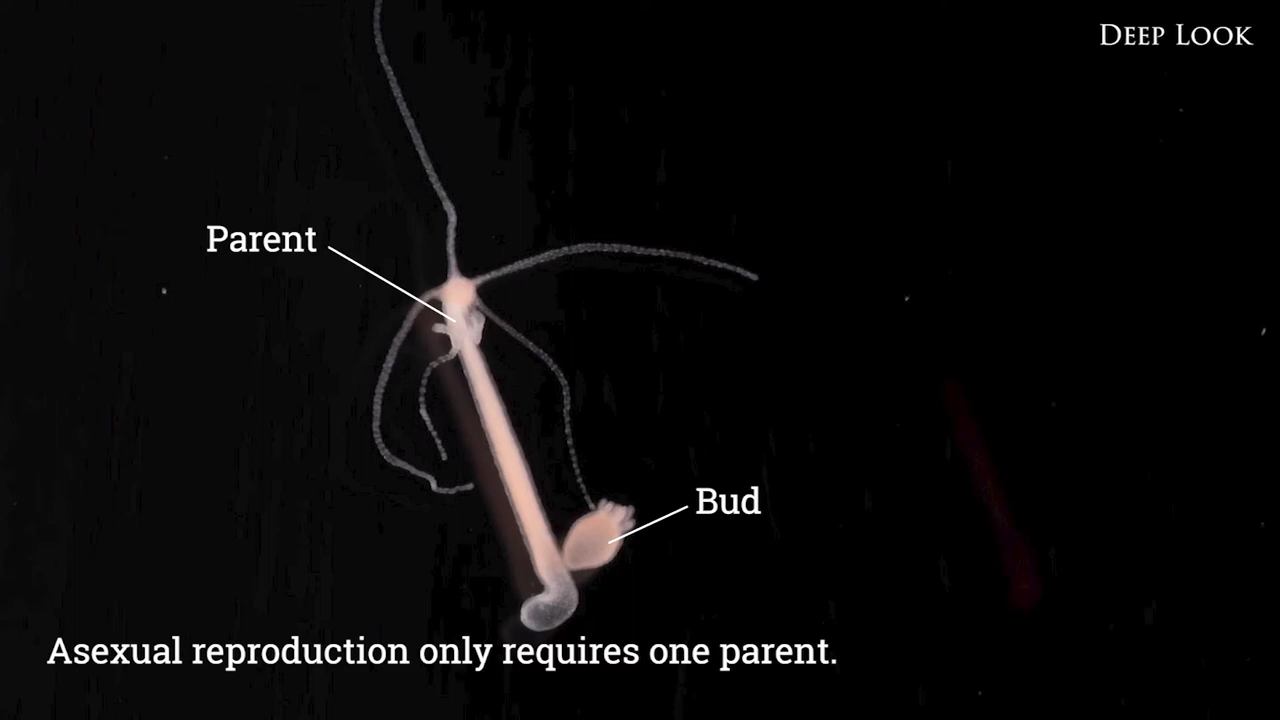 Deep Look
Parent
Bud
Asexual reproduction only requires one parent.